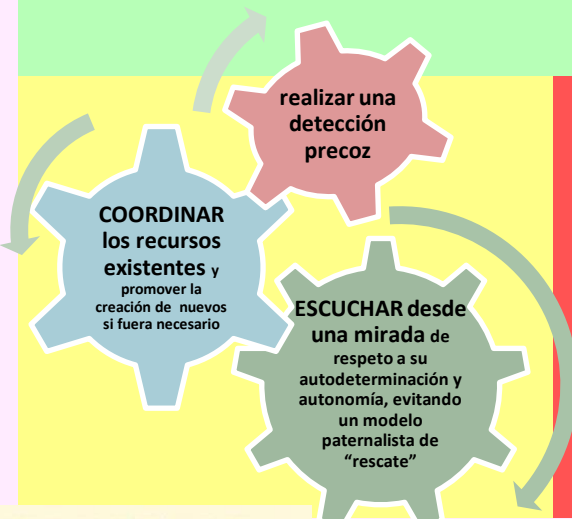 realizar una
detección
precoz
COORDINAR
los recursos
existentes y
promover la
creación de nuevos
si fuera necesario
ESCUCHAR desde
una mirada de
respeto a su
autodeterminación y
autonomía, evitando
un modelo
paternalista de
“rescate”